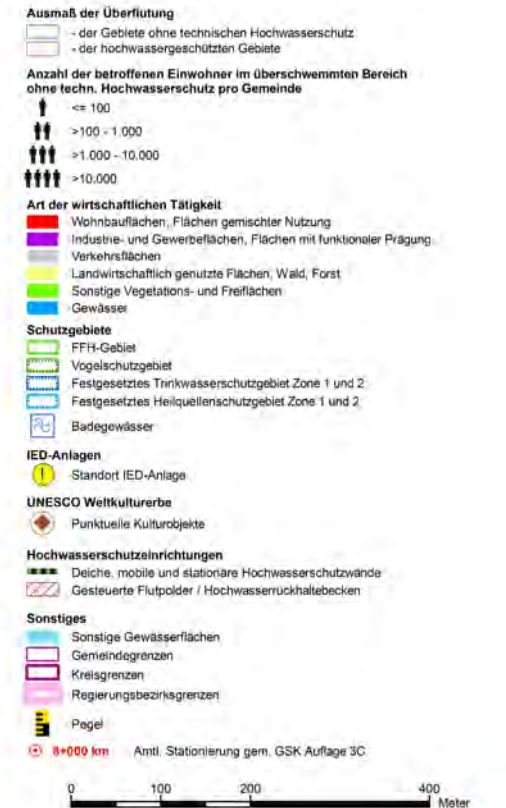 Ausmaß der Überflutung
- der Gebiete ohne technischen Hochwasserschutz
- der hochwassergeschützten Gebiete
Anzahl der betroffenen Einwohner im überschwemmten Bereich
ohne techn. Hochwasserschutz pro Gemeinde
<= 100
>100 - 1.000
>1.000 - 10.000
>10.000
Art der wirtschaftlichen Tätigkeit
Wohnbauflächen, Flächen gemischter Nutzung
Industrie- und Gewerbeflächen, Flächen mit funktionaler Prägung
Verkehrsflächen
Landwirtschaftlich genutzte Flächen, Wald, Forst
Sonstige Vegetations- und Freiflächen
Gewässer
Schutzgebiete
FFH-Gebiet
Vogelschutzgebiet
Festgesetztes Trinkwasserschutzgebiet Zone 1 und 2
Festgesetztes Heilquellenschutzgebiet Zone 1 und 2
Badegewässer
IED-Anlagen
Standort IED-Anlage
UNESCO Weltkulturerbe
Punktuelle Kulturobjekte
Hochwasserschutzeinrichtungen
Deiche, mobile und stationäre Hochwasserschutzwände
Gesteuerte Flutpolder / Hochwasserrückhaltebecken
Sonstiges
Sonstige Gewässerflächen
Gemeindegrenzen
Kreisgrenzen
Regierungsbezirksgrenzen
Pegel
8+000 km Amtl. Stationierung gem. GSK Auflage 3C
0 100 200 400
Meter